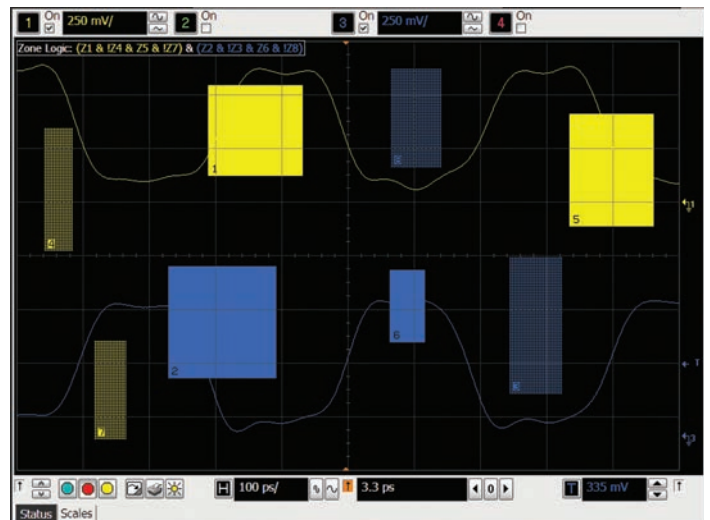 1 On 250 mV/ 2 On 3 On 250 mV/ 4 On
Zone Logic: (Z1 & !Z4 & Z5 & !Z7) & (Z2 & !Z3 & Z6 & !Z8)
1
5
4
2
6
T
7
H 100 ps/ 3.3 ps 0 T 335 mV
Status Scales